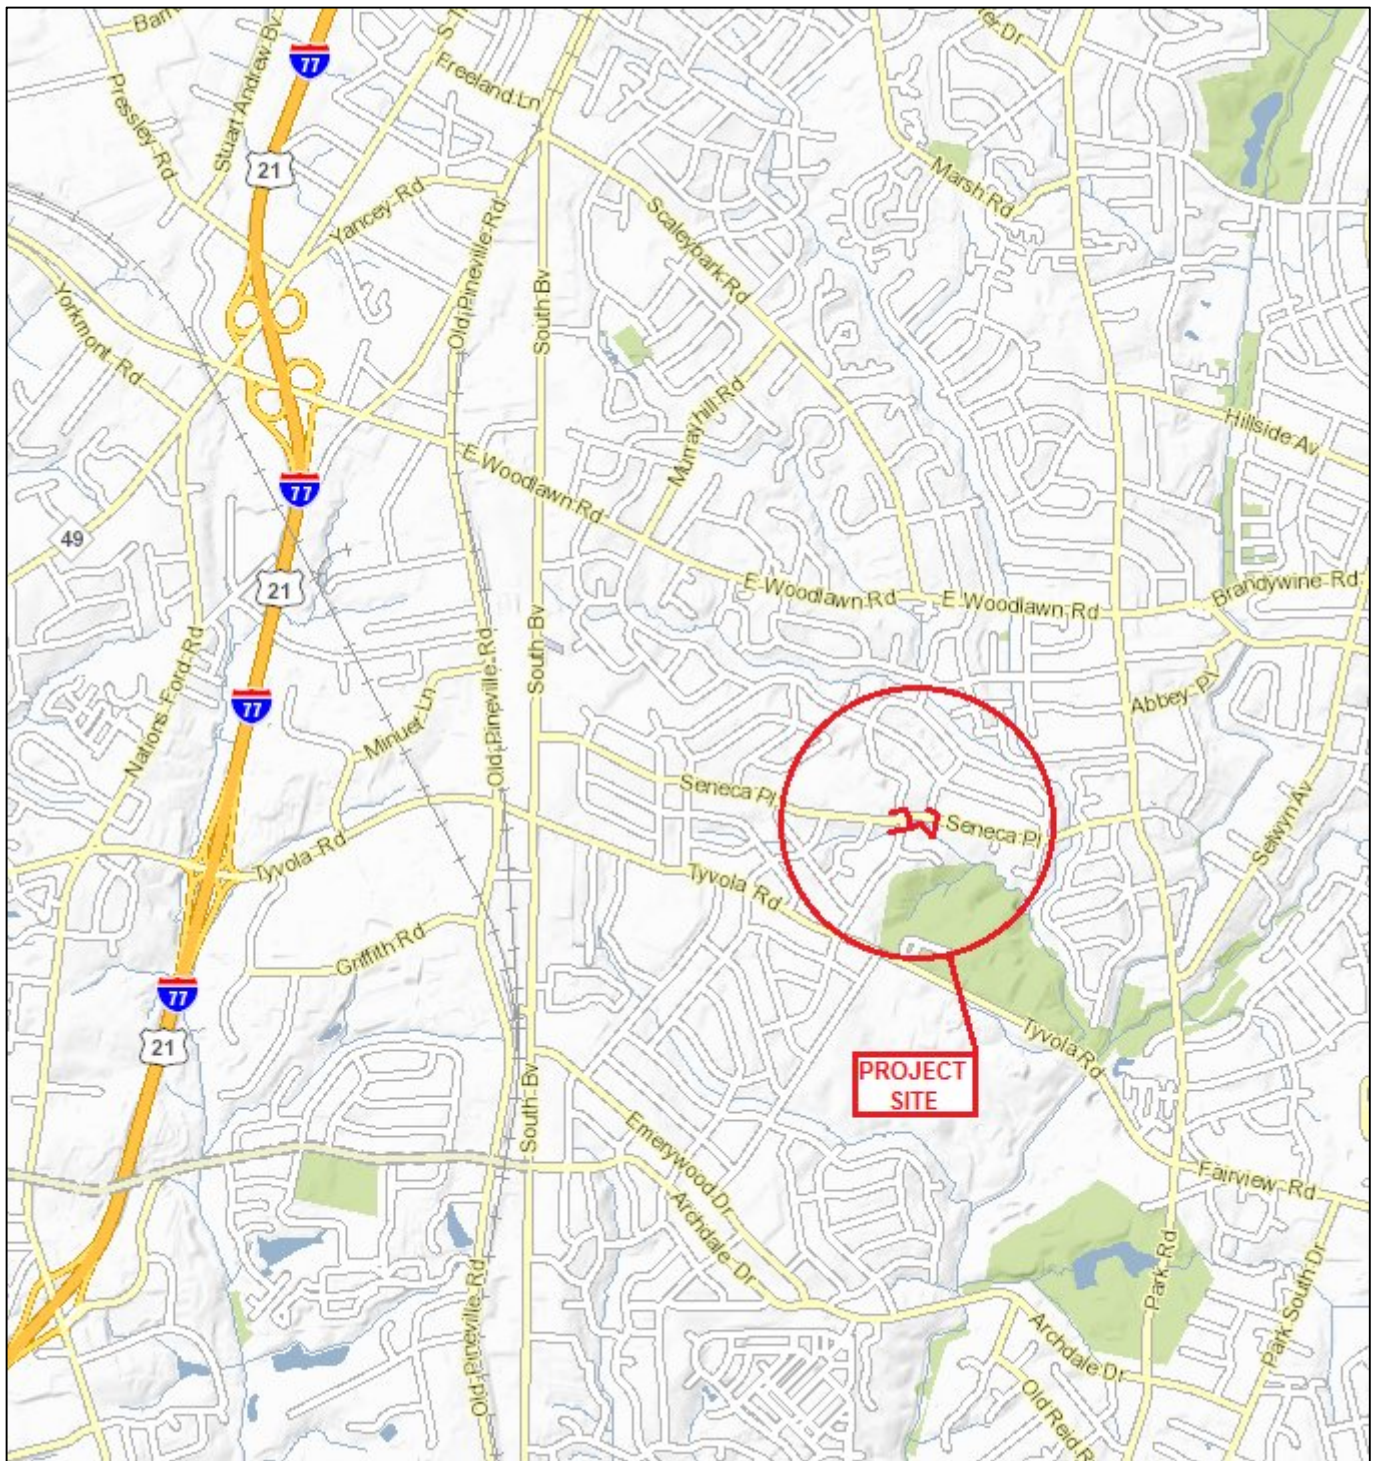 Stuart Andrew Bv
77
Freeland Ln
Pressley Rd
21
Marsh Rd
Yancey Rd
Old Pineville Rd
Scaleybark Rd
Yorkmont Rd
South Bv
Murrayhill Rd
Hillside Av
E Woodlawn Rd
77
49
21
E Woodlawn Rd
E Woodlawn Rd
Brandywine Rd
Nations Ford Rd
Old Pineville Rd
South Bv
77
Minuet Ln
Abbey Pl
Seneca Pl
Seneca Pl
Selwyn Av
Tyvola Rd
Tyvola Rd
Griffith Rd
77
21
Tyvola Rd
PROJECT
SITE
South Bv
Emerywood Dr
Archdale Dr
Fairview Rd
Park Rd
Park South Dr
Old Pineville Rd
Archdale Dr
Old Reid R